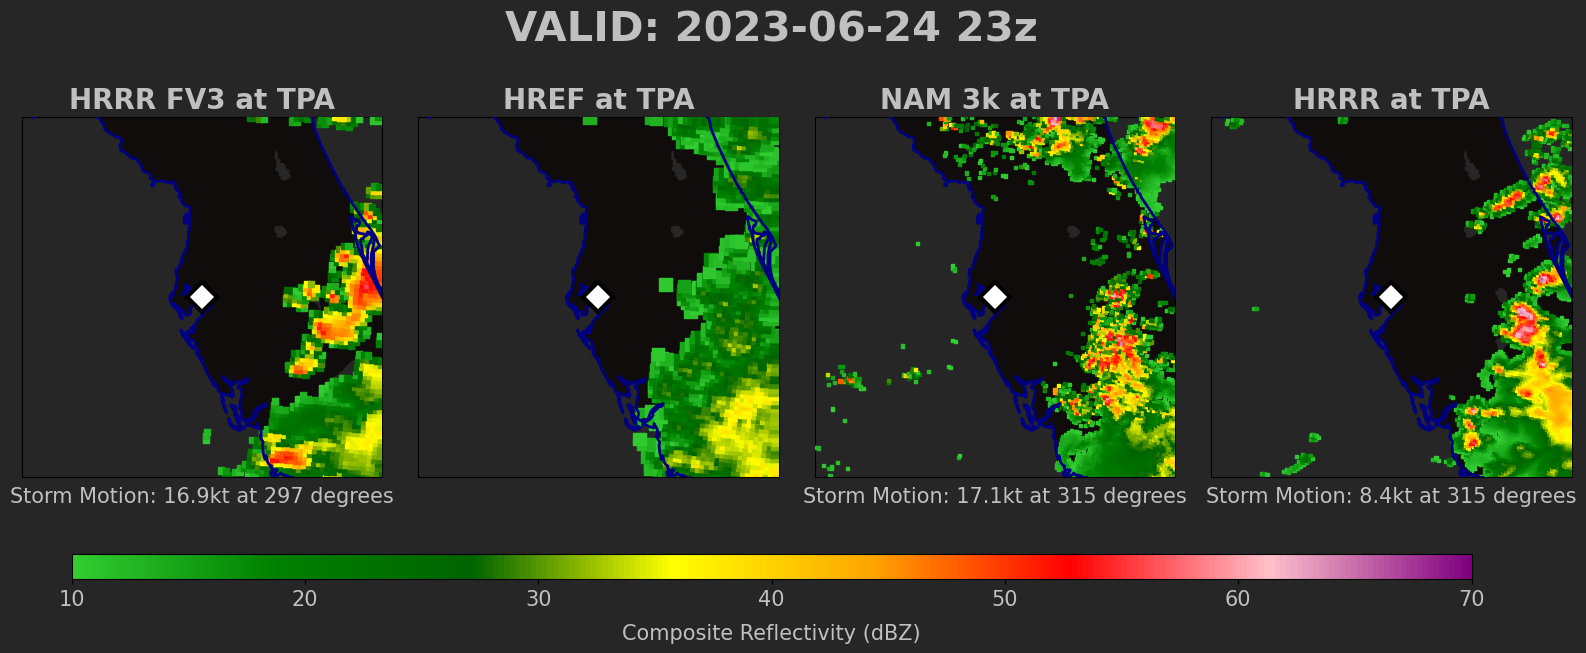 VALID: 2023-06-24 23z
HRRR FV3 at TPA
HREF at TPA
NAM 3k at TPA
HRRR at TPA
Storm Motion: 16.9kt at 297 degrees
Storm Motion: 17.1kt at 315 degrees
Storm Motion: 8.4kt at 315 degrees
10 20 30 40 50 60 70
Composite Reflectivity (dBZ)